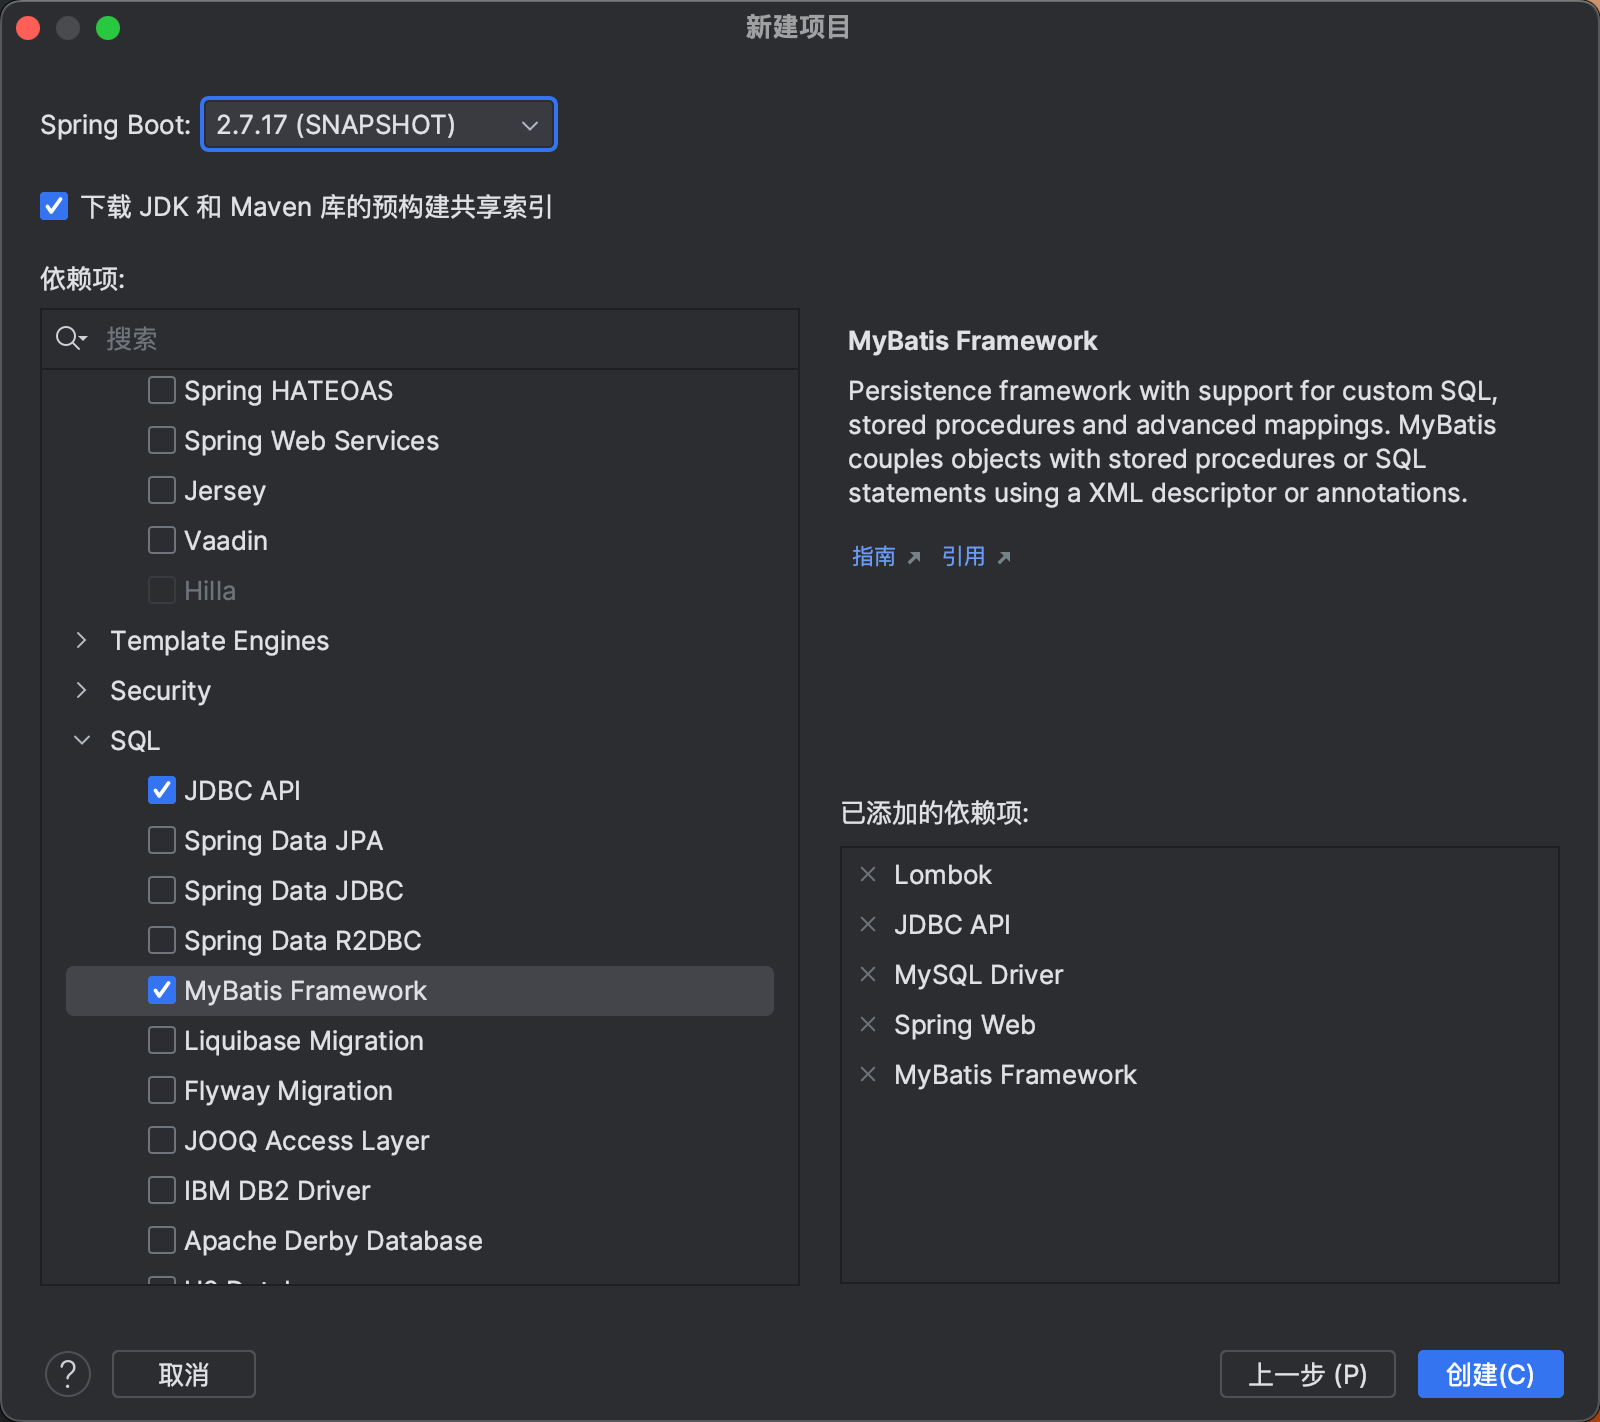 新建项目
Spring Boot:
2.7.17 (SNAPSHOT)
下载 JDK 和 Maven 库的预构建共享索引
依赖项:
搜索
Spring HATEOAS
Spring Web Services
Jersey
Vaadin
Hilla
Template Engines
Security
SQL
JDBC API
Spring Data JPA
Spring Data JDBC
Spring Data R2DBC
MyBatis Framework
Liquibase Migration
Flyway Migration
JOOQ Access Layer
IBM DB2 Driver
Apache Derby Database
MyBatis Framework
Persistence framework with support for custom SQL,
stored procedures and advanced mappings. MyBatis
couples objects with stored procedures or SQL
statements using a XML descriptor or annotations.
指南 引用
已添加的依赖项:
Lombok
JDBC API
MySQL Driver
Spring Web
MyBatis Framework
?
取消
上一步 (P)
创建(C)